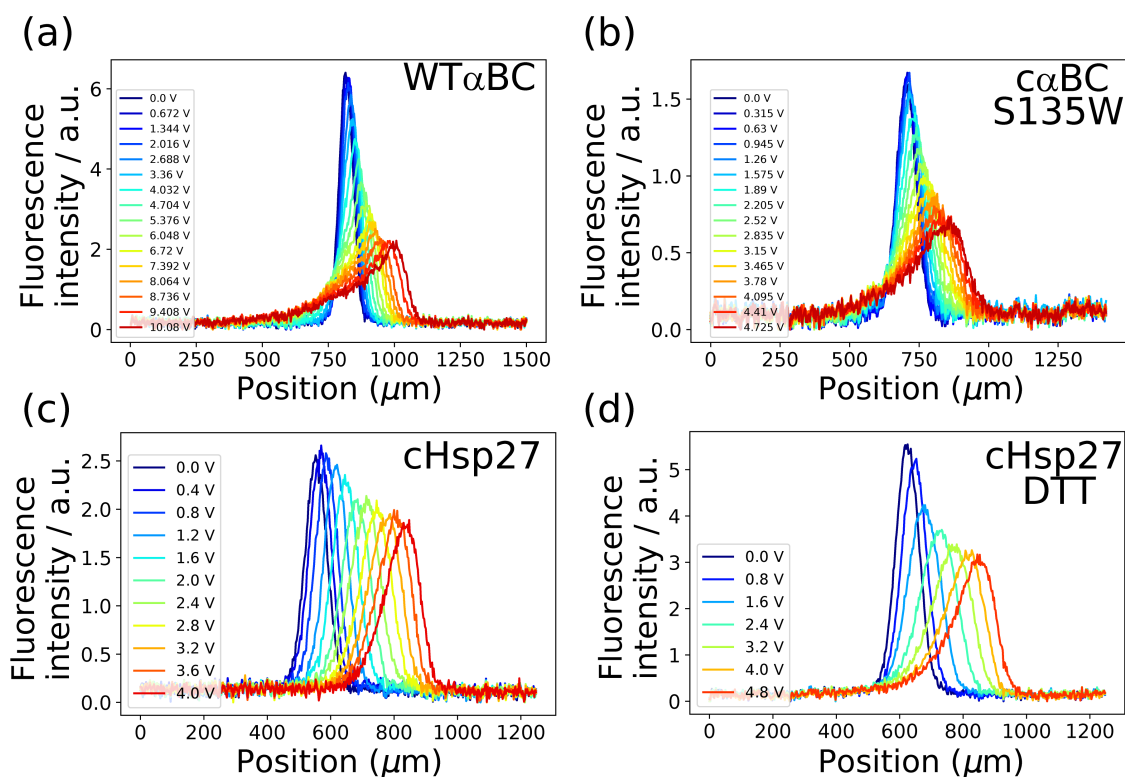 (a)
WTαBC
Fluorescence
intensity / a.u.
6
4
2
0
0.0 V
0.672 V
1.344 V
2.016 V
2.688 V
3.36 V
4.032 V
4.704 V
5.376 V
6.048 V
6.72 V
7.392 V
8.064 V
8.736 V
9.408 V
10.08 V
0 250 500 750 1000 1250 1500
Position (μm)
(b)
cαBC
S135W
Fluorescence
intensity / a.u.
1.5
1.0
0.5
0.0
0.0 V
0.315 V
0.63 V
0.945 V
1.26 V
1.575 V
1.89 V
2.205 V
2.52 V
2.835 V
3.15 V
3.465 V
3.78 V
4.095 V
4.41 V
4.725 V
0 250 500 750 1000 1250
Position (μm)
(c)
cHsp27
Fluorescence
intensity / a.u.
2.5
2.0
1.5
1.0
0.5
0.0
0.0 V
0.4 V
0.8 V
1.2 V
1.6 V
2.0 V
2.4 V
2.8 V
3.2 V
3.6 V
4.0 V
0 200 400 600 800 1000 1200
Position (μm)
(d)
cHsp27
DTT
Fluorescence
intensity / a.u.
5
4
3
2
1
0
0.0 V
0.8 V
1.6 V
2.4 V
3.2 V
4.0 V
4.8 V
0 200 400 600 800 1000 1200
Position (μm)